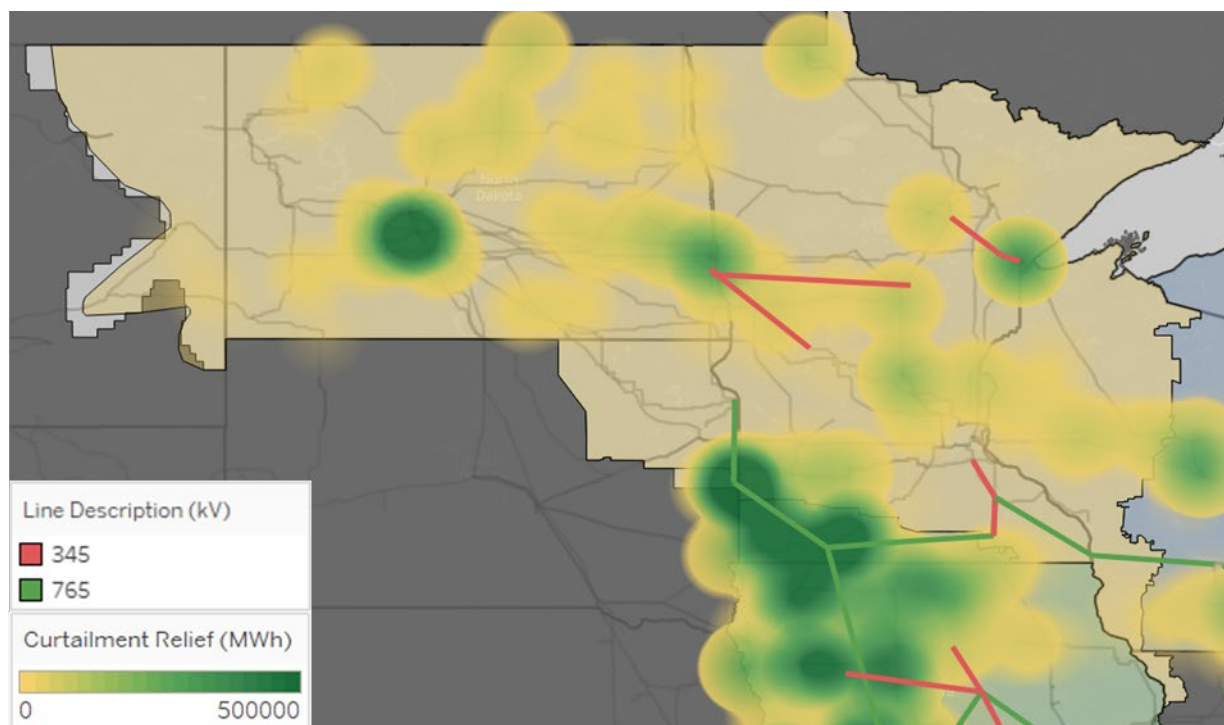 North
Dakota
Line Description (kV)
345
765
Curtailment Relief (MWh)
0 500000